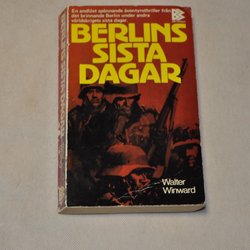 En andlöst spännande äventyrsthriller från
det brinnande Berlin under andra
världskrigets sista dagar.
BERLINS
SISTA
DAGAR
Walter
Winward